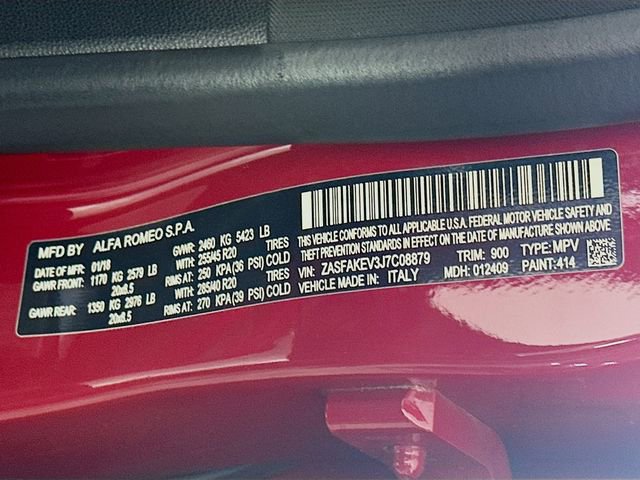 MFD BY ALFA ROMEO S.P.A.
DATE OF MFR: 01/18 GVWR: 2460 KG 5423 LB
GAWR FRONT: 1170 KG 2579 LB WITH: 255/45 R20 TIRES
20x8.5 RIMS AT: 250 KPA(36 PSI) COLD
GAWR REAR: 1350 KG 2976 LB WITH: 285/40 R20 TIRES
20x8.5 RIMS AT: 270 KPA(39 PSI) COLD
THIS VEHICLE CONFORMS TO ALL APPLICABLE U.S.A. FEDERAL MOTOR VEHICLE SAFETY AND
THEFT PREVENTION STANDARDS IN EFFECT ON THE DATE OF MANUFACTURE SHOWN ABOVE
VIN: ZASFAKEV3J7C08879 TRIM: 900 TYPE: MPV
VEHICLE MADE IN: ITALY MDH: 012409 PAINT: 414